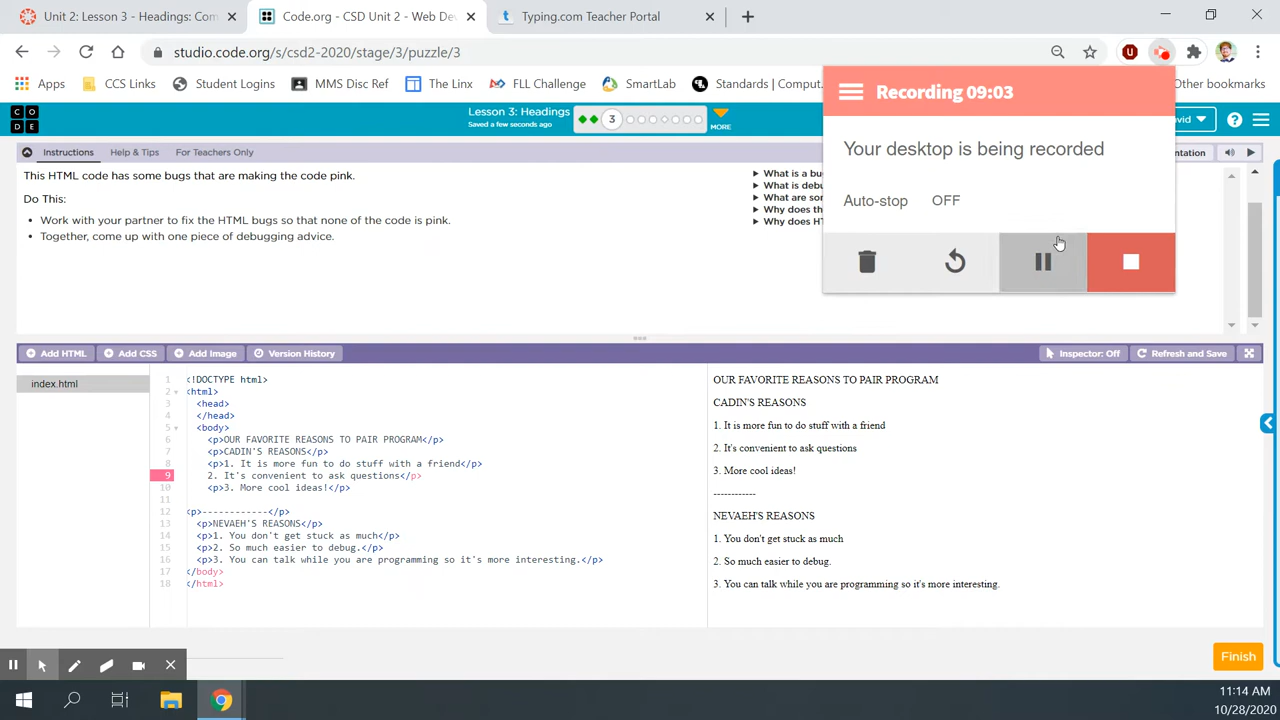 Unit 2: Lesson 3 - Headings: Com
Code.org - CSD Unit 2 - Web De
Typing.com Teacher Portal
studio.code.org/s/csd2-2020/stage/3/puzzle/3
Apps
CCS Links
Student Logins
MMS Disc Ref
The Linx
FLL Challenge
SmartLab
Standards | Comput
Other bookmarks
Recording 09:03
Your desktop is being recorded
Auto-stop OFF
C O
D E
Lesson 3: Headings
Saved a few seconds ago
3
MORE
vid
Instructions
Help & Tips
For Teachers Only
ntation
This HTML code has some bugs that are making the code pink.
Do This:
• Work with your partner to fix the HTML bugs so that none of the code is pink.
• Together, come up with one piece of debugging advice.
What is a bu
What is debu
What are som
Why does th
Why does HT
Add HTML
Add CSS
Add Image
Version History
Inspector: Off
Refresh and Save
index.html
1 <!DOCTYPE html>
2 <html>
3 <head>
4 </head>
5 <body>
6 <p>OUR FAVORITE REASONS TO PAIR PROGRAM</p>
7 <p>CADIN'S REASONS</p>
8 <p>1. It is more fun to do stuff with a friend</p>
9 2. It's convenient to ask questions</p>
10 <p>3. More cool ideas!</p>
11
12 <p>------------</p>
13 <p>NEVAEH'S REASONS</p>
14 <p>1. You don't get stuck as much</p>
15 <p>2. So much easier to debug.</p>
16 <p>3. You can talk while you are programming so it's more interesting.</p>
17 </body>
18 </html>
OUR FAVORITE REASONS TO PAIR PROGRAM
CADIN'S REASONS
1. It is more fun to do stuff with a friend
2. It's convenient to ask questions
3. More cool ideas!
------------
NEVAEH'S REASONS
1. You don't get stuck as much
2. So much easier to debug.
3. You can talk while you are programming so it's more interesting.
Finish
11:14 AM
10/28/2020